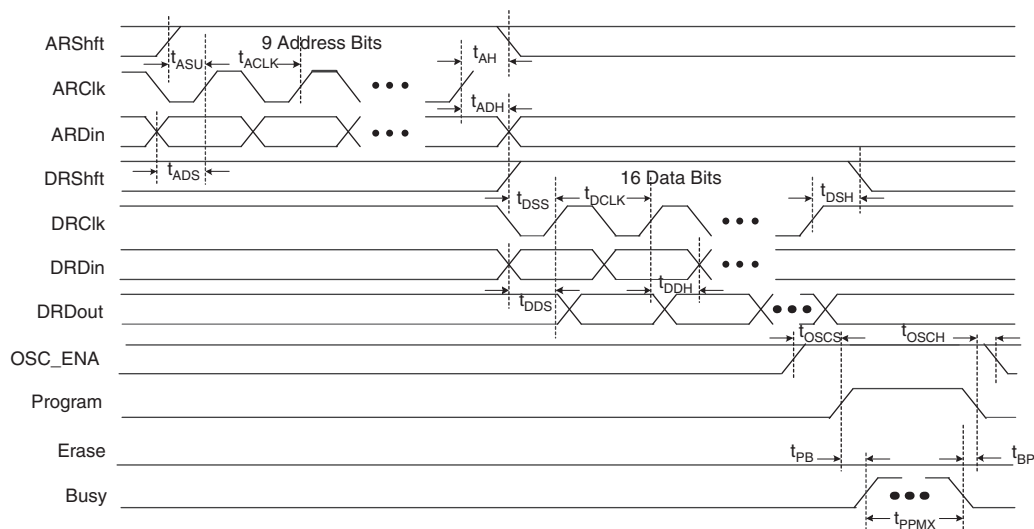 ARShft
9 Address Bits
tASU
tACLK
tAH
ARClk
tADH
ARDin
tADS
DRShft
16 Data Bits
tDSS
tDCLK
tDSH
DRClk
DRDin
tDDS
tDDH
DRDout
tOSCS
tOSCH
OSC_ENA
Program
Erase
tPB
tBP
Busy
tPPMX